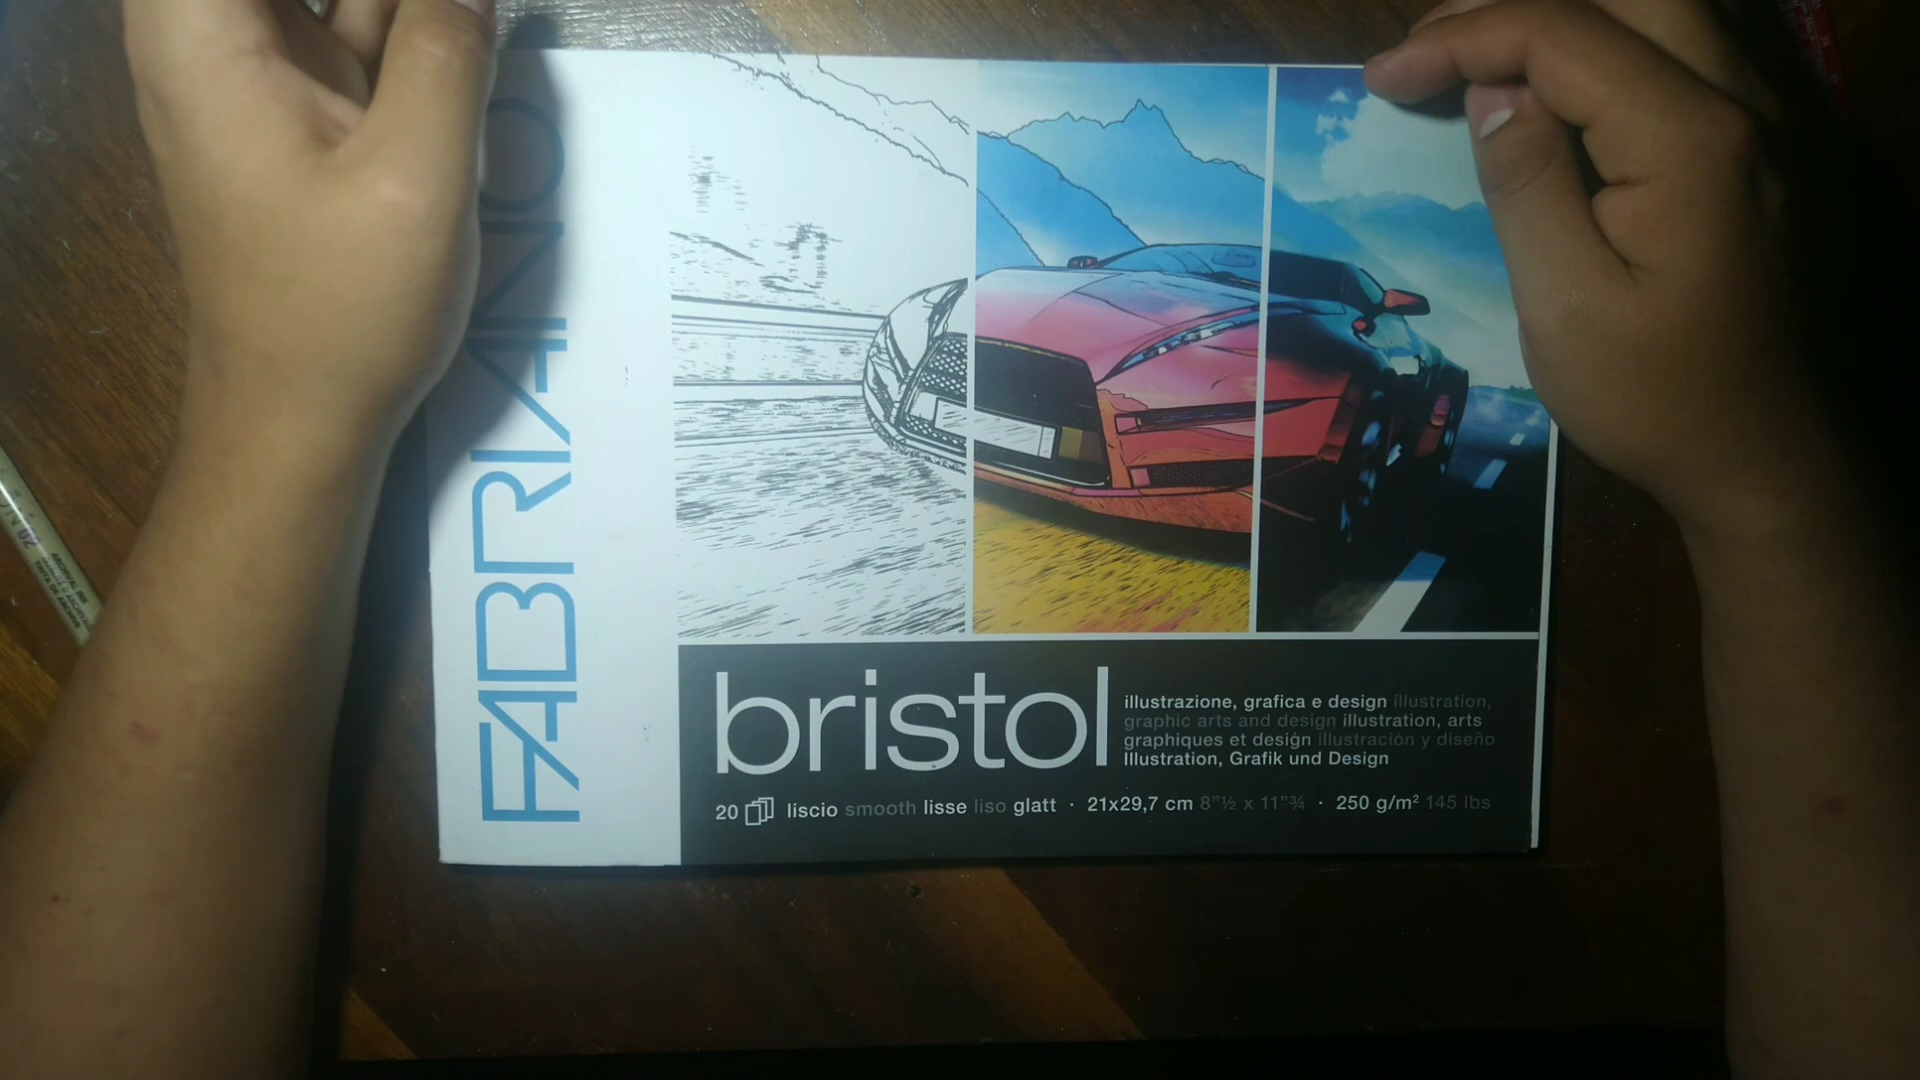 FABRIANO
bristol
illustrazione, grafica e design illustration,
graphic arts and design illustration, arts
graphiques et design illustración y diseño
Illustration, Grafik und Design
20 liscio smooth lisse liso glatt · 21x29,7 cm 8"½ x 11"¾ · 250 g/m² 145 lbs